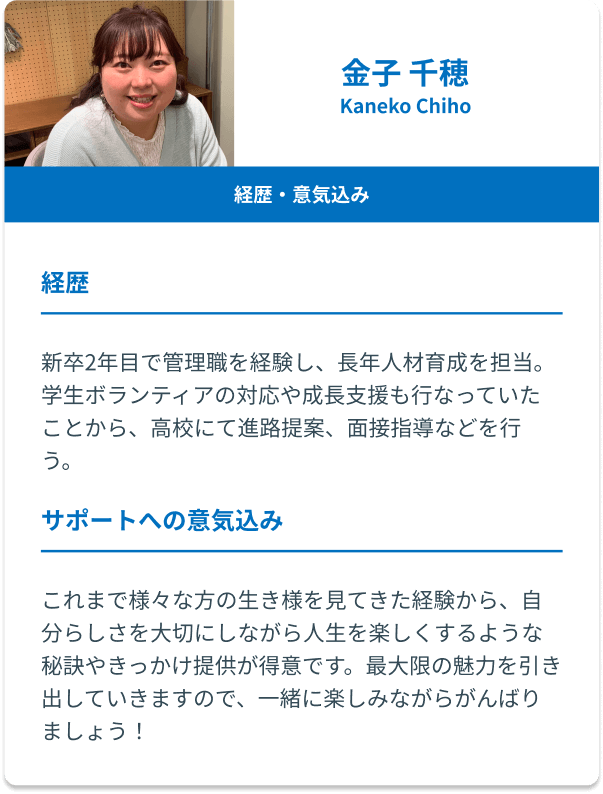 金子 千穂
Kaneko Chiho
経歴・意気込み
経歴
新卒2年目で管理職を経験し、長年人材育成を担当。
学生ボランティアの対応や成長支援も行なっていた
ことから、高校にて進路提案、面接指導などを行
う。
サポートへの意気込み
これまで様々な方の生き様を見てきた経験から、自
分らしさを大切にしながら人生を楽しくするような
秘訣やきっかけ提供が得意です。最大限の魅力を引き
出していきますので、一緒に楽しみながらがんばり
ましょう！